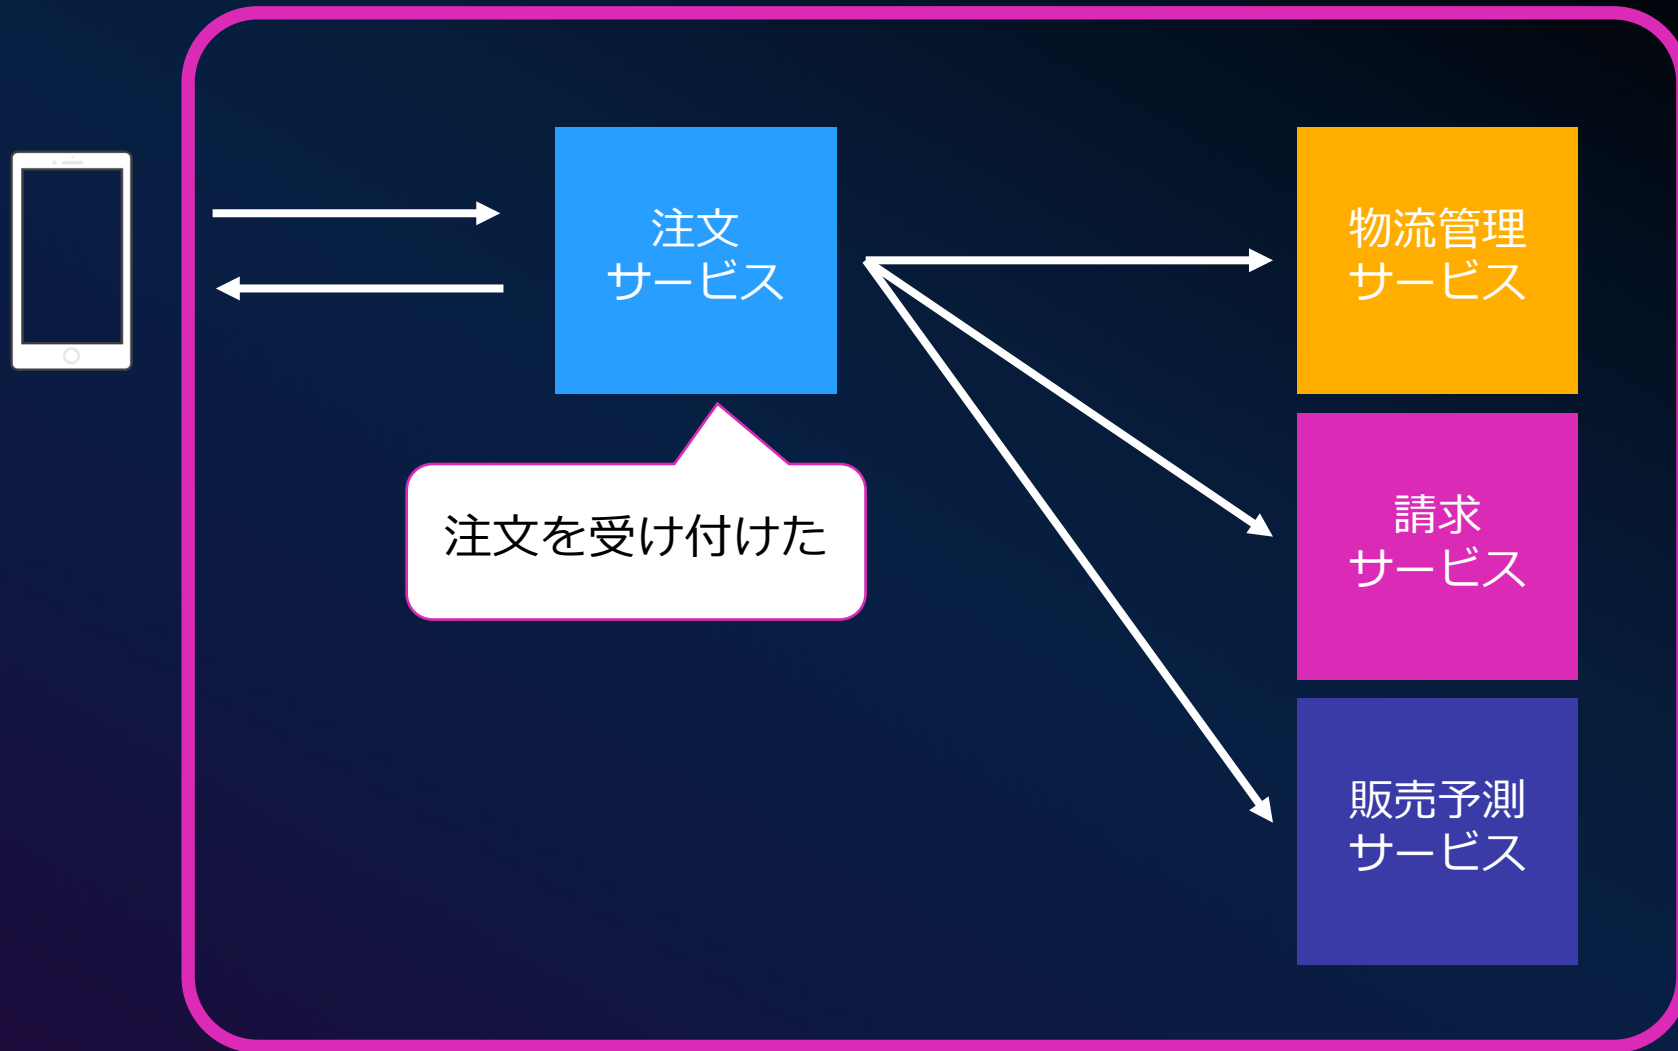 注文
サービス
注文を受け付けた
物流管理
サービス
請求
サービス
販売予測
サービス